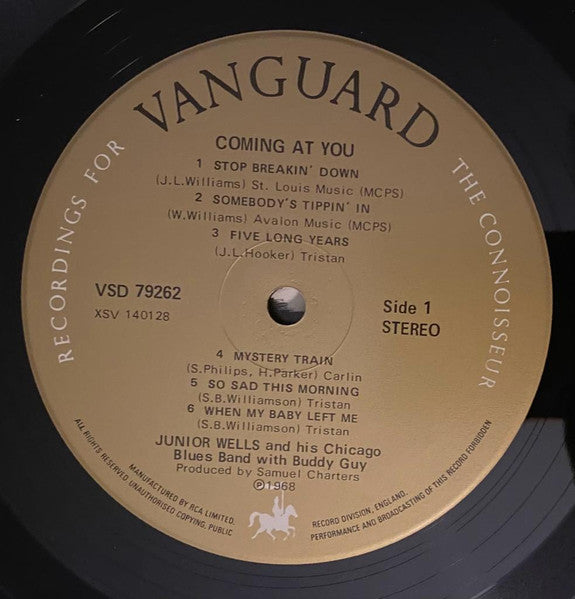 RECORDINGS FOR
VANGUARD
THE CONNOISSEUR
COMING AT YOU
1 STOP BREAKIN' DOWN
(J.L.Williams) St. Louis Music (MCPS)
2 SOMEBODY'S TIPPIN' IN
(W.Williams) Avalon Music (MCPS)
3 FIVE LONG YEARS
(J.L.Hooker) Tristan
VSD 79262
XSV 140128
Side 1
STEREO
4 MYSTERY TRAIN
(S.Philips, H.Parker) Carlin
5 SO SAD THIS MORNING
(S.B.Williamson) Tristan
6 WHEN MY BABY LEFT ME
(S.B.Williamson) Tristan
JUNIOR WELLS and his Chicago
Blues Band with Buddy Guy
Produced by Samuel Charters
℗1968
MANUFACTURED BY RCA LIMITED, RECORD DIVISION, ENGLAND.
ALL RIGHTS RESERVED. UNAUTHORISED COPYING, PUBLIC PERFORMANCE AND BROADCASTING OF THIS RECORD FORBIDDEN